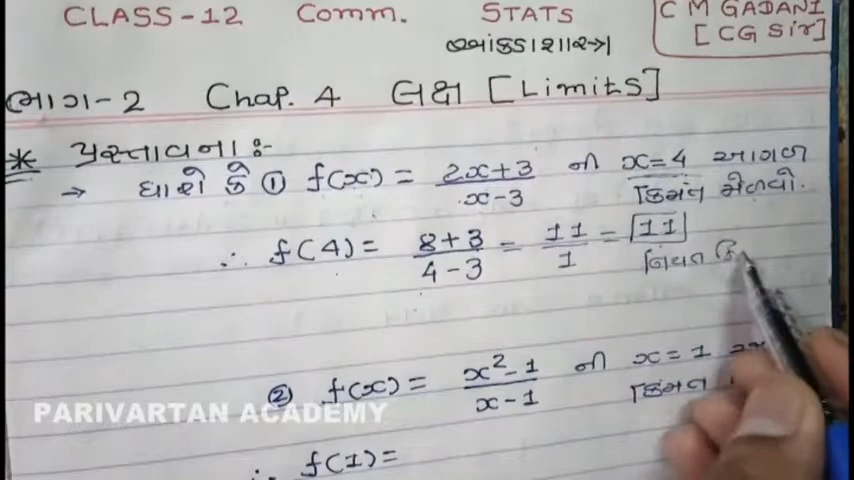 CLASS-12 Comm. STATS
C M GADANI
[CG Sir]
આંકડાશાસ્ત્ર
ભાગ-2 Chap. 4 લક્ષ [Limits]
* પ્રસ્તાવના :-
→ ધારો કે ① f(x) = 2x+3 / x-3 ની x=4 આગળ
કિંમત મેળવો.
∴ f(4) = 8+3 / 4-3 = 11 / 1 = 11
નિયત
② f(x) = x²-1 / x-1 ની x=1
કિંમત
PARIVARTAN ACADEMY
∴ f(1) =